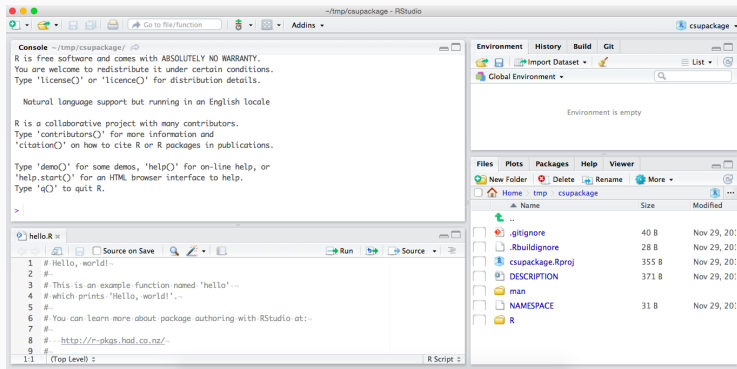 ~/tmp/csupackage - RStudio
Go to file/function
Addins
csupackage
Console ~/tmp/csupackage/
R is free software and comes with ABSOLUTELY NO WARRANTY.
You are welcome to redistribute it under certain conditions.
Type 'license()' or 'licence()' for distribution details.
Natural language support but running in an English locale
R is a collaborative project with many contributors.
Type 'contributors()' for more information and
'citation()' on how to cite R or R packages in publications.
Type 'demo()' for some demos, 'help()' for on-line help, or
'help.start()' for an HTML browser interface to help.
Type 'q()' to quit R.
>
hello.R
Source on Save Run Source
1 # Hello, world!
2 #
3 # This is an example function named 'hello'
4 # which prints 'Hello, world!'.
5 #
6 # You can learn more about package authoring with RStudio at:
7 #
8 # http://r-pkgs.had.co.nz/
9 #
1:1 (Top Level) R Script
Environment History Build Git
Import Dataset List
Global Environment
Environment is empty
Files Plots Packages Help Viewer
New Folder Delete Rename More
Home tmp csupackage
Name Size Modified
..
.gitignore 40 B Nov 29, 201
.Rbuildignore 28 B Nov 29, 201
csupackage.Rproj 355 B Nov 29, 201
DESCRIPTION 371 B Nov 29, 201
man
NAMESPACE 31 B Nov 29, 201
R